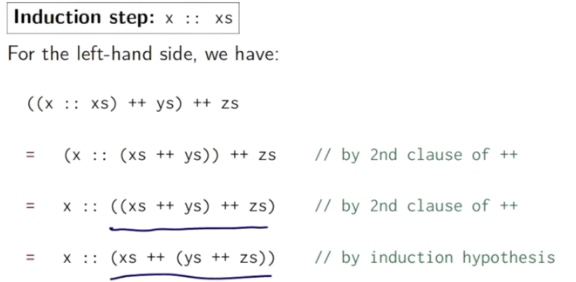 Induction step: x :: xs
For the left-hand side, we have:
((x :: xs) ++ ys) ++ zs
= (x :: (xs ++ ys)) ++ zs // by 2nd clause of ++
= x :: ((xs ++ ys) ++ zs) // by 2nd clause of ++
= x :: (xs ++ (ys ++ zs)) // by induction hypothesis